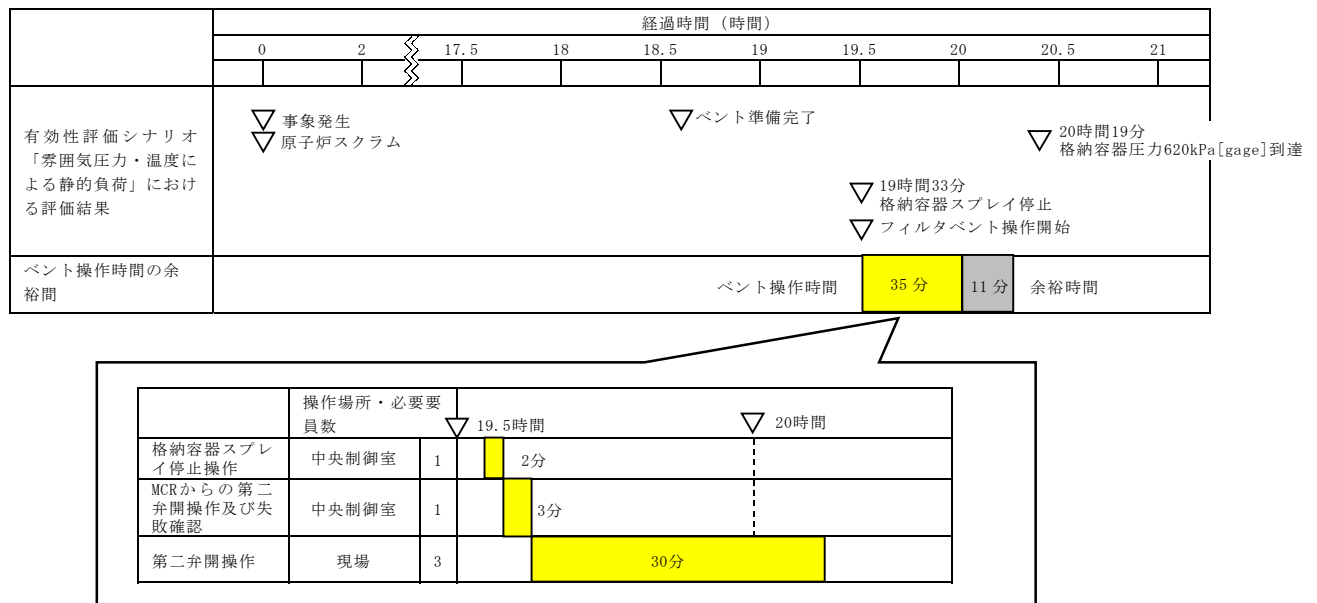 経過時間（時間）
0 2 17.5 18 18.5 19 19.5 20 20.5 21
有効性評価シナリオ
「雰囲気圧力・温度に
よる静的負荷」におけ
る評価結果
事象発生
原子炉スクラム
ベント準備完了
20時間19分
格納容器圧力620kPa[gage]到達
19時間33分
格納容器スプレイ停止
フィルタベント操作開始
ベント操作時間の余
裕間
ベント操作時間
35 分
11 分
余裕時間
操作場所・必要要
員数
19.5時間
20時間
格納容器スプレ
イ停止操作
中央制御室
1
2分
MCRからの第二
弁開操作及び失
敗確認
中央制御室
1
3分
第二弁開操作
現場
3
30分